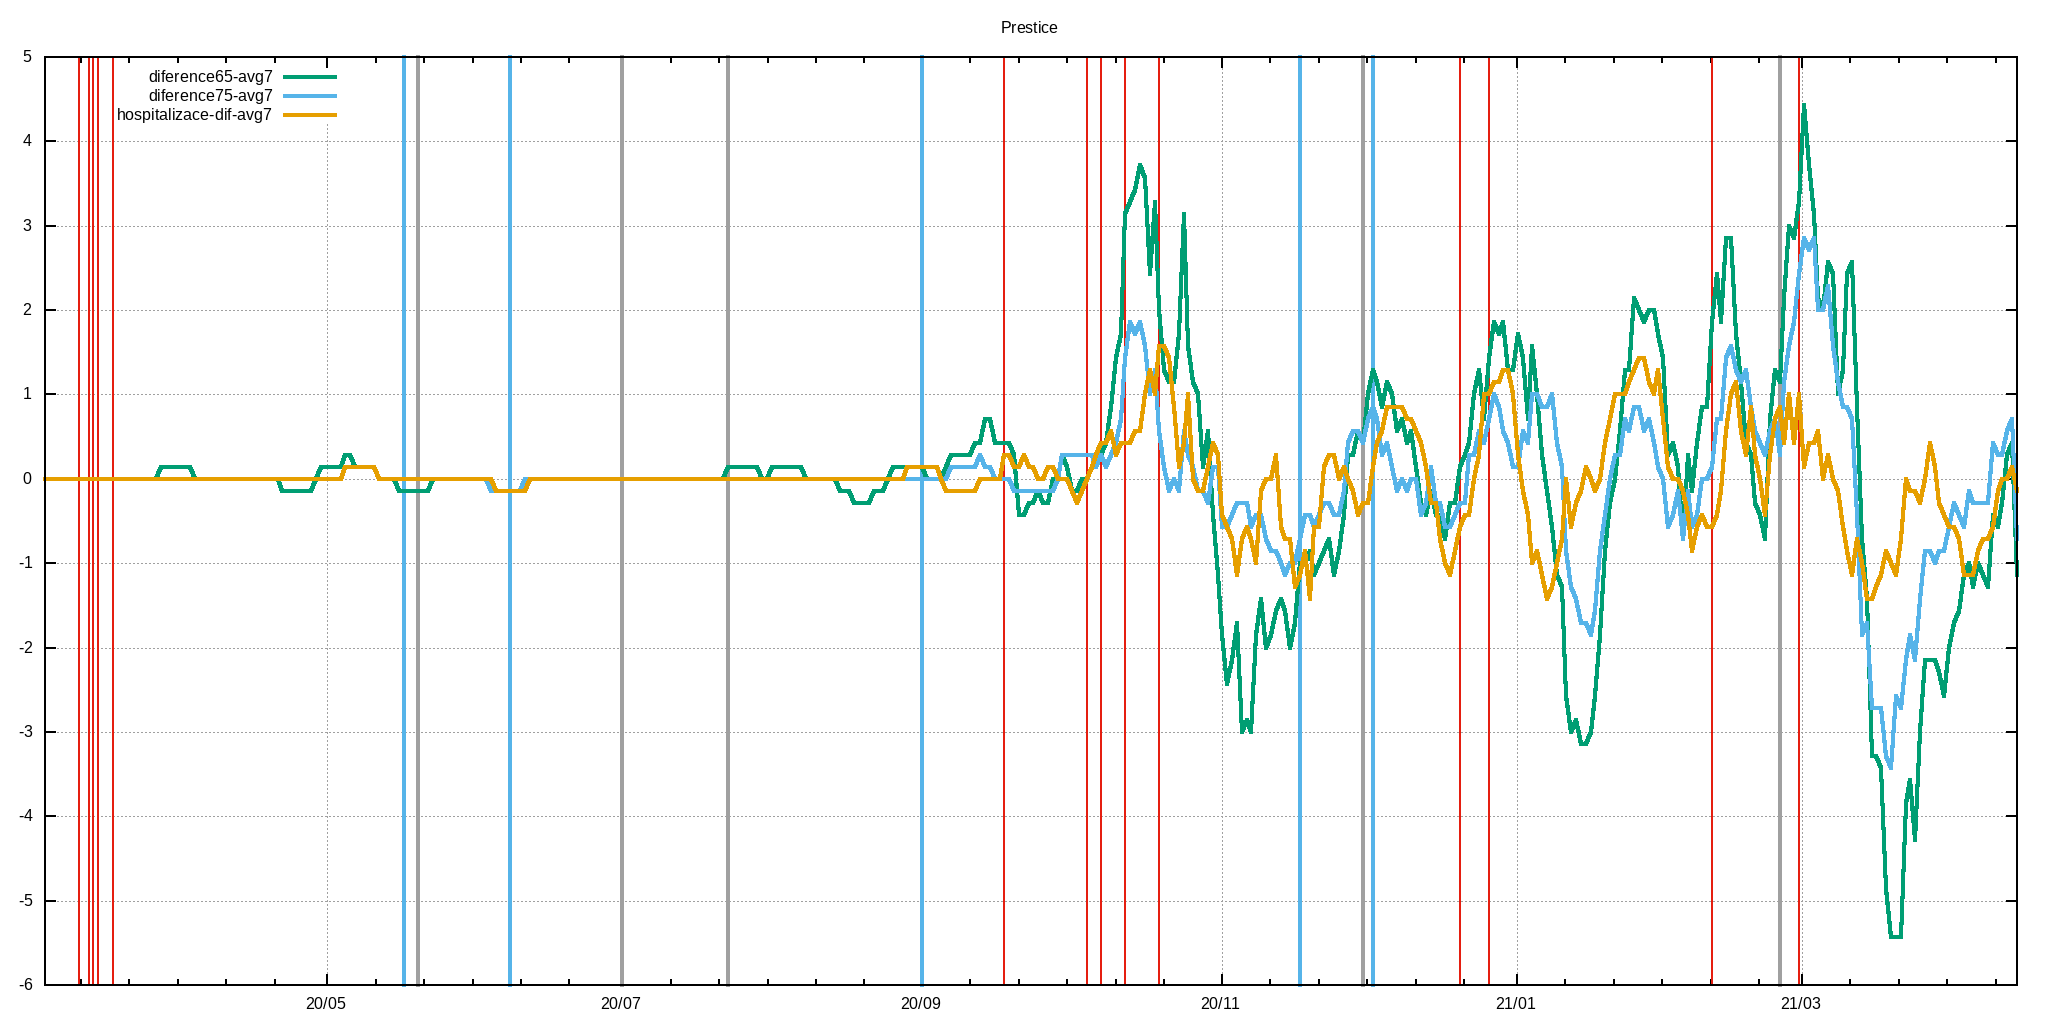 Prestice
diference65-avg7
diference75-avg7
hospitalizace-dif-avg7
5
4
3
2
1
0
-1
-2
-3
-4
-5
-6
20/05 20/07 20/09 20/11 21/01 21/03